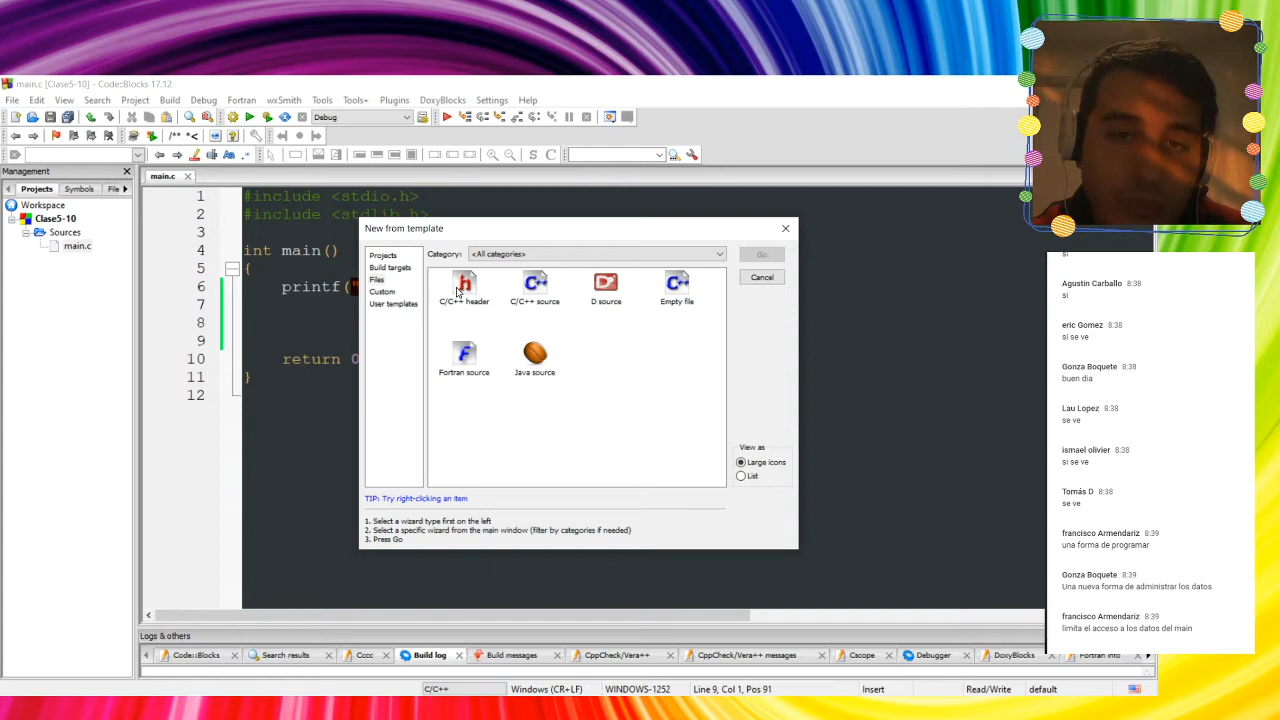 main.c [Clase5-10] - Code::Blocks 17.12
File Edit View Search Project Build Debug Fortran wxSmith Tools Tools+ Plugins DoxyBlocks Settings Help
Debug
Management
Projects Symbols File
Workspace
Clase5-10
Sources
main.c
main.c
1 #include <stdio.h>
2 #include <stdlib.h>
3
4 int main()
5 {
6 printf("
7
8
9
10 return 0
11 }
12
New from template
Projects
Build targets
Files
Custom
User templates
Category: <All categories>
Go
Cancel
C/C++ header
C/C++ source
D source
Empty file
Fortran source
Java source
View as
Large icons
List
TIP: Try right-clicking an item
1. Select a wizard type first on the left
2. Select a specific wizard from the main window (filter by categories if needed)
3. Press Go
Logs & others
Code::Blocks Search results Cccc Build log Build messages CppCheck/Vera++ CppCheck/Vera++ messages Cscope Debugger DoxyBlocks Fortran info
C/C++ Windows (CR+LF) WINDOWS-1252 Line 9, Col 1, Pos 91 Insert Read/Write default
si
Agustin Carballo 8:38
si
eric Gomez 8:38
si se ve
Gonza Boquete 8:38
buen dia
Lau Lopez 8:38
se ve
ismael olivier 8:38
si se ve
Tomás D 8:38
se ve
francisco Armendariz 8:39
una forma de programar
Gonza Boquete 8:39
Una nueva forma de administrar los datos
francisco Armendariz 8:39
limita el acceso a los datos del main